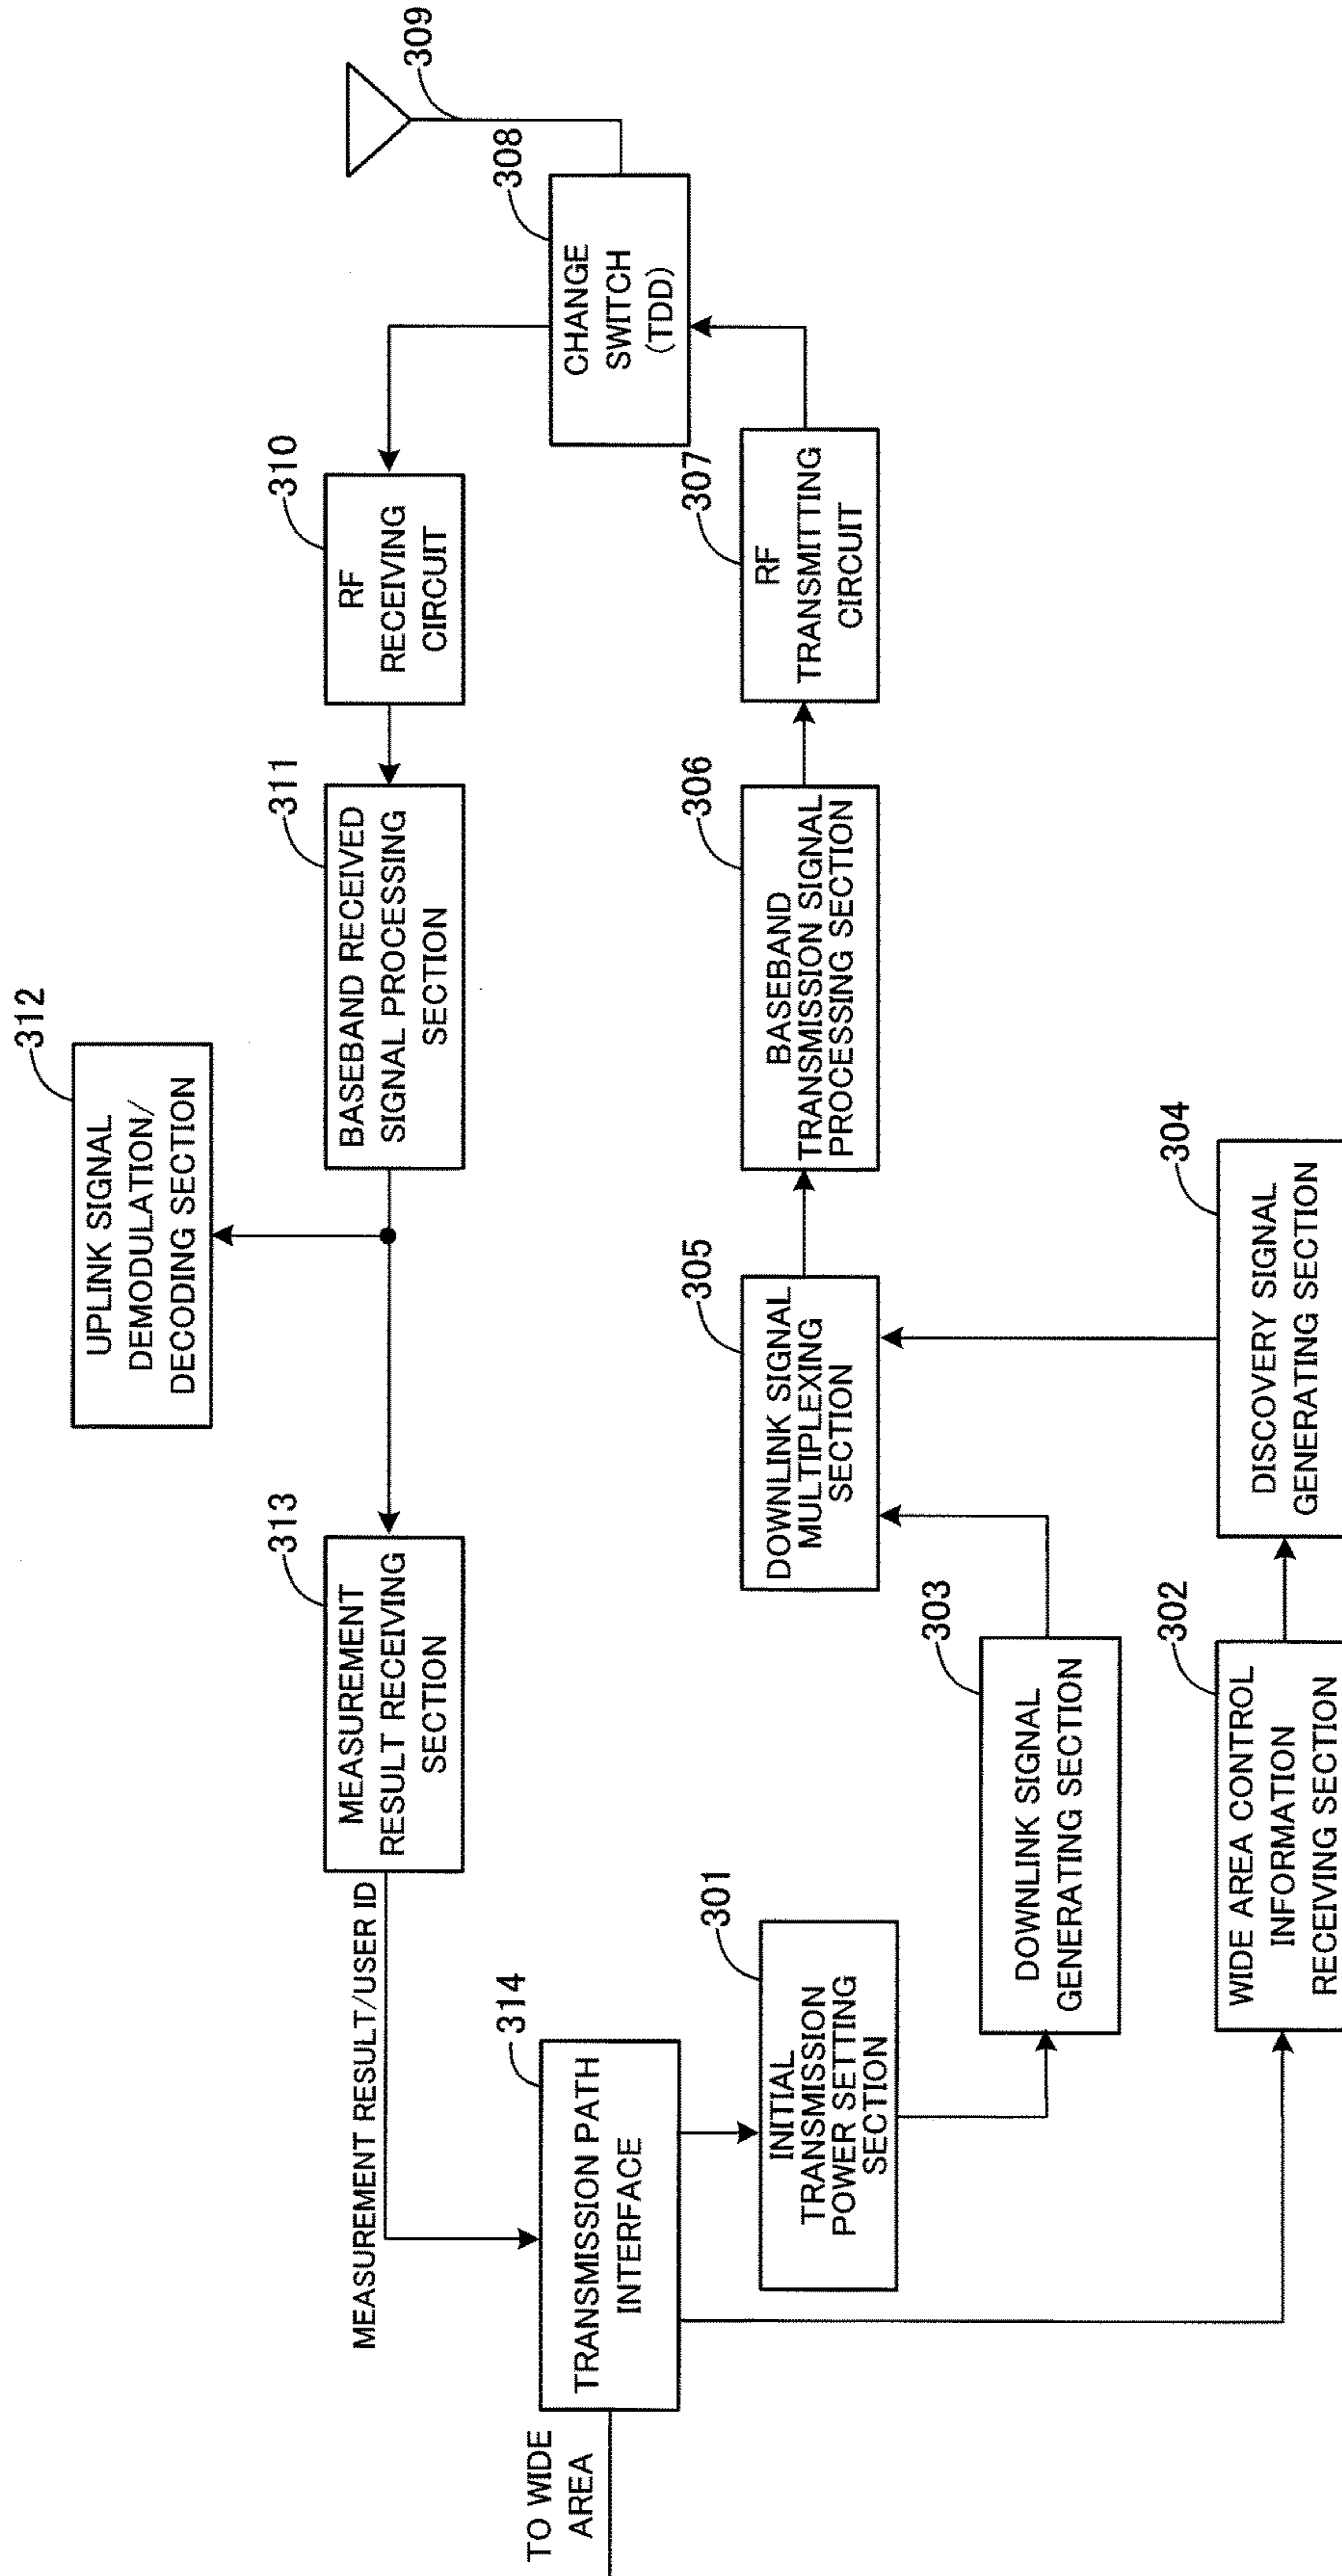 TO WIDE
AREA
314
TRANSMISSION PATH
INTERFACE
MEASUREMENT RESULT/USER ID
313
MEASUREMENT
RESULT RECEIVING
SECTION
312
UPLINK SIGNAL
DEMODULATION/
DECODING SECTION
311
BASEBAND RECEIVED
SIGNAL PROCESSING
SECTION
310
RF
RECEIVING
CIRCUIT
309
308
CHANGE
SWITCH
(TDD)
301
INITIAL
TRANSMISSION
POWER SETTING
SECTION
303
DOWNLINK SIGNAL
GENERATING SECTION
305
DOWNLINK SIGNAL
MULTIPLEXING
SECTION
306
BASEBAND
TRANSMISSION SIGNAL
PROCESSING SECTION
307
RF
TRANSMITTING
CIRCUIT
302
WIDE AREA CONTROL
INFORMATION
RECEIVING SECTION
304
DISCOVERY SIGNAL
GENERATING SECTION